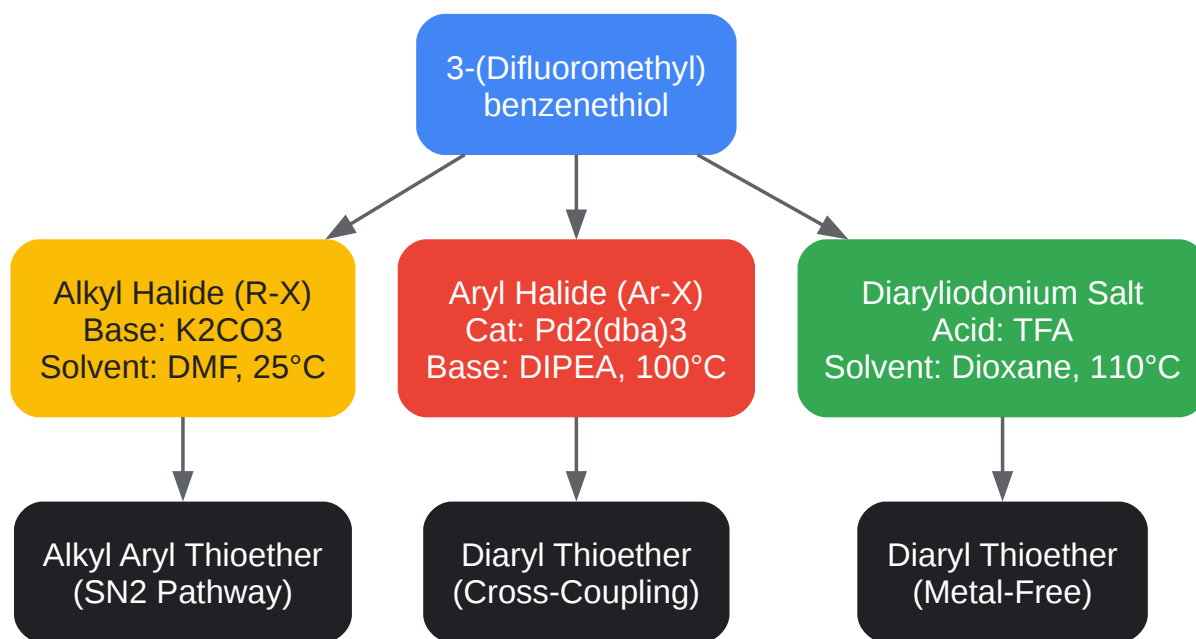 3-(Difluoromethyl)
benzenethiol
Alkyl Halide (R-X)
Base: K2CO3
Solvent: DMF, 25°C
Aryl Halide (Ar-X)
Cat: Pd2(dba)3
Base: DIPEA, 100°C
Diaryliodonium Salt
Acid: TFA
Solvent: Dioxane, 110°C
Alkyl Aryl Thioether
(SN2 Pathway)
Diaryl Thioether
(Cross-Coupling)
Diaryl Thioether
(Metal-Free)